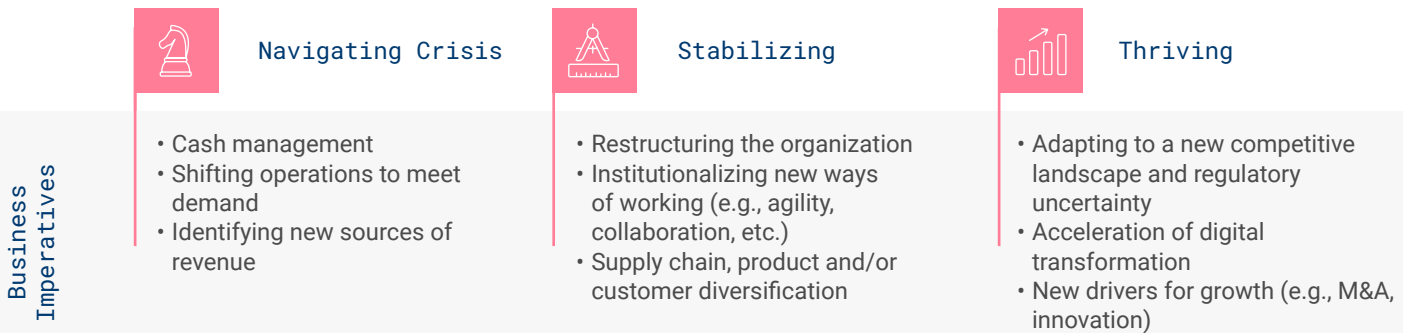 Navigating Crisis
Stabilizing
Thriving
Business
Imperatives
• Cash management
• Shifting operations to meet
demand
• Identifying new sources of
revenue
• Restructuring the organization
• Institutionalizing new ways
of working (e.g., agility,
collaboration, etc.)
• Supply chain, product and/or
customer diversification
• Adapting to a new competitive
landscape and regulatory
uncertainty
• Acceleration of digital
transformation
• New drivers for growth (e.g., M&A,
innovation)